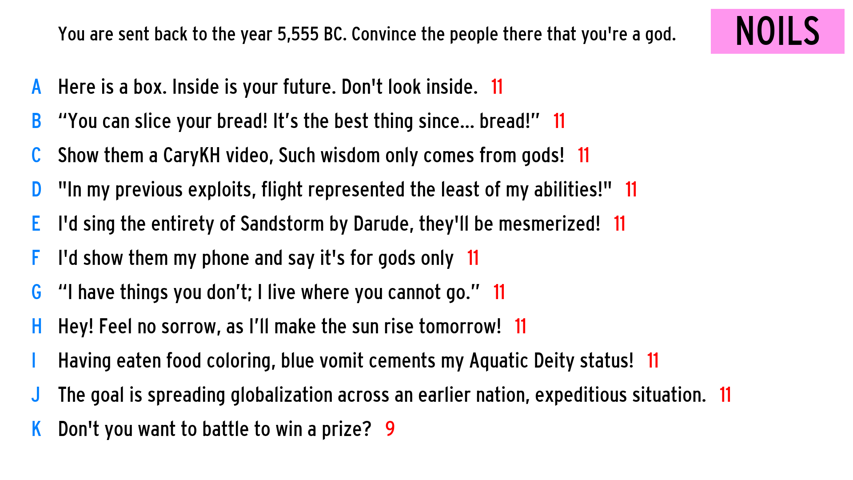 You are sent back to the year 5,555 BC. Convince the people there that you're a god.
NOILS
A Here is a box. Inside is your future. Don't look inside. 11
B “You can slice your bread! It’s the best thing since... bread!” 11
C Show them a CaryKH video, Such wisdom only comes from gods! 11
D "In my previous exploits, flight represented the least of my abilities!" 11
E I'd sing the entirety of Sandstorm by Darude, they'll be mesmerized! 11
F I'd show them my phone and say it's for gods only 11
G “I have things you don’t; I live where you cannot go.” 11
H Hey! Feel no sorrow, as I’ll make the sun rise tomorrow! 11
I Having eaten food coloring, blue vomit cements my Aquatic Deity status! 11
J The goal is spreading globalization across an earlier nation, expeditious situation. 11
K Don't you want to battle to win a prize? 9